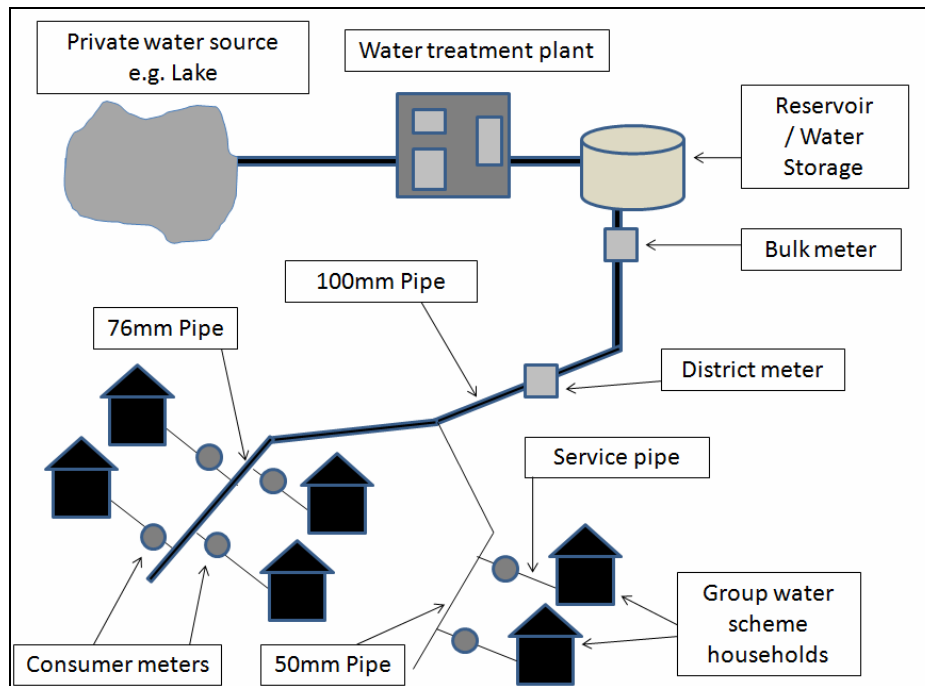 Private water source
e.g. Lake
Water treatment plant
Reservoir
/ Water
Storage
Bulk meter
100mm Pipe
76mm Pipe
District meter
Service pipe
Group water
scheme
households
Consumer meters
50mm Pipe